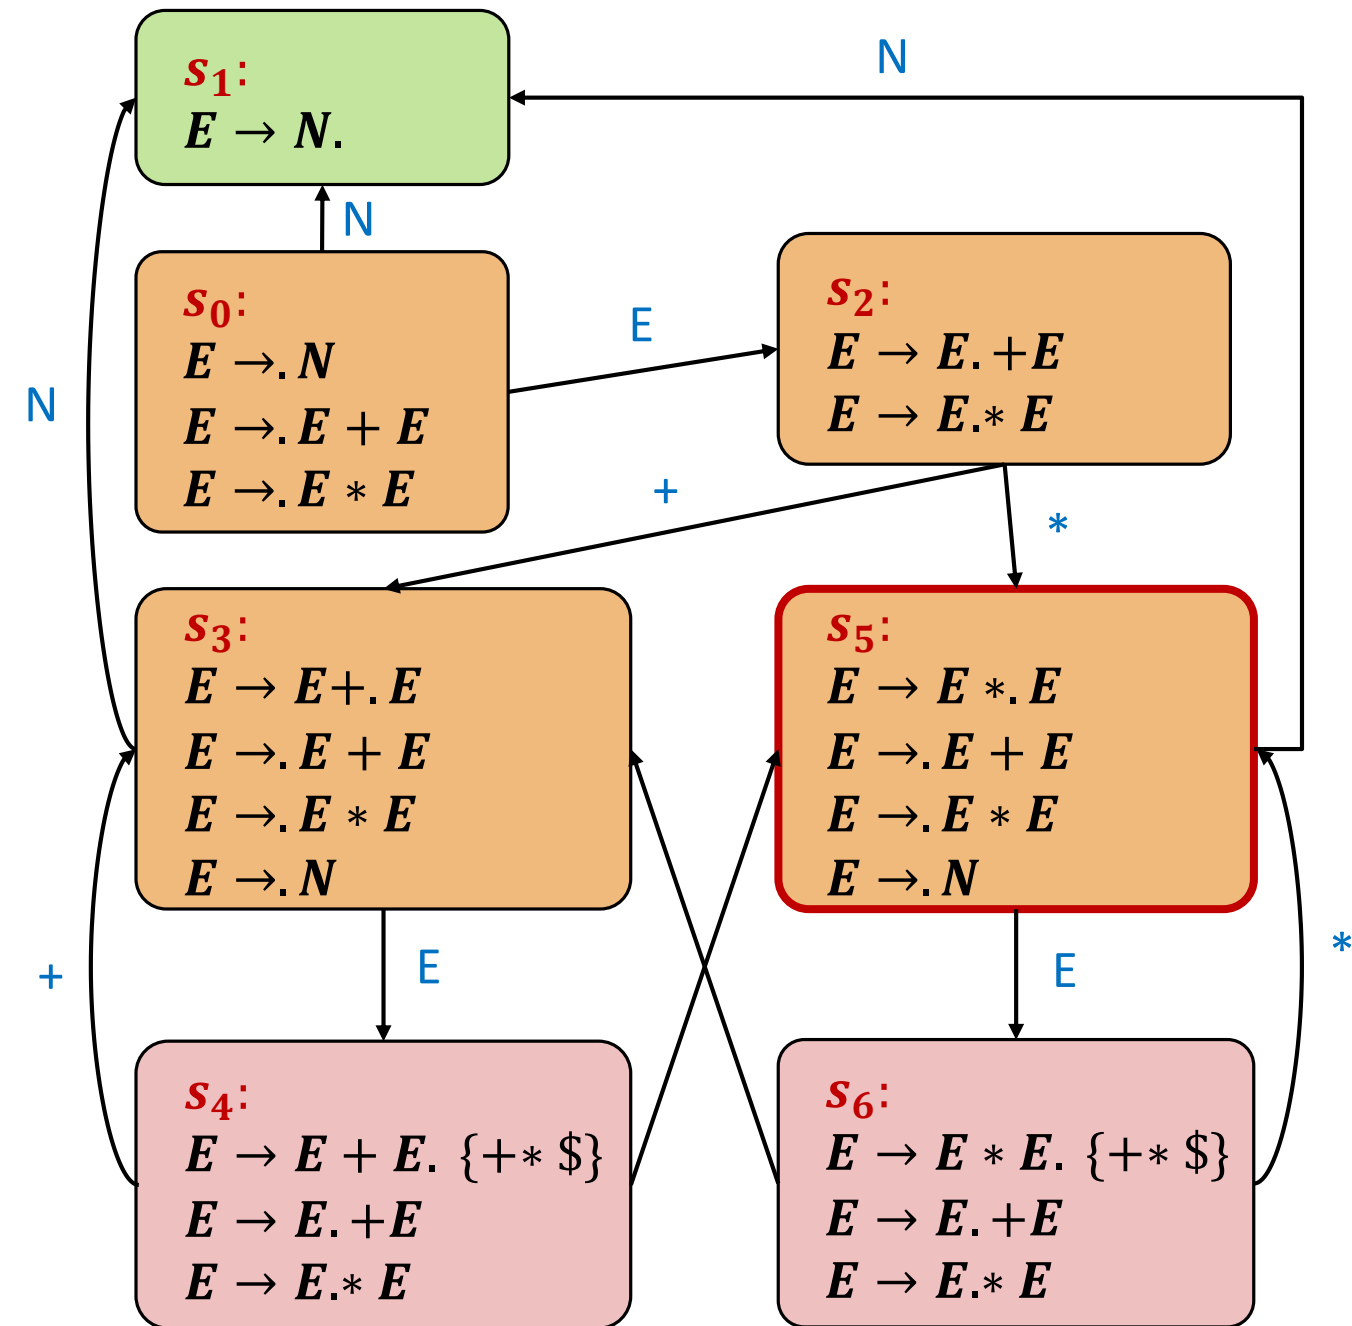 N
s₁:
E → N.
N
s₀:
E →. N
E →. E + E
E →. E * E
E
s₂:
E → E. +E
E → E.* E
N
+
*
s₃:
E → E+. E
E →. E + E
E →. E * E
E →. N
s₅:
E → E *. E
E →. E + E
E →. E * E
E →. N
+
E
E
*
s₄:
E → E + E. {+* $}
E → E. +E
E → E.* E
s₆:
E → E * E. {+* $}
E → E. +E
E → E.* E